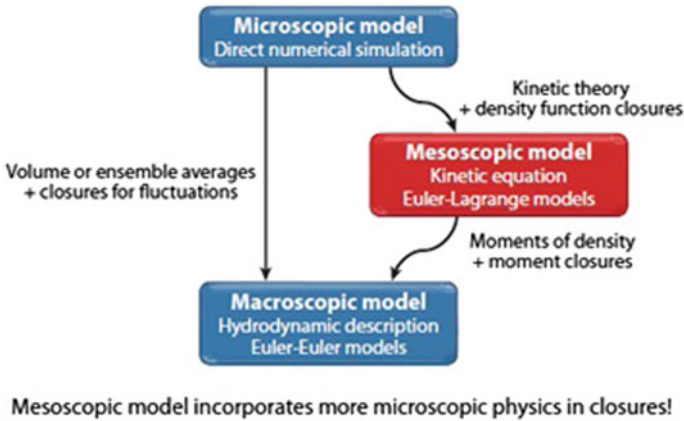 Microscopic model
Direct numerical simulation
Kinetic theory
+ density function closures
Volume or ensemble averages
+ closures for fluctuations
Mesoscopic model
Kinetic equation
Euler-Lagrange models
Moments of density
+ moment closures
Macroscopic model
Hydrodynamic description
Euler-Euler models
Mesoscopic model incorporates more microscopic physics in closures!